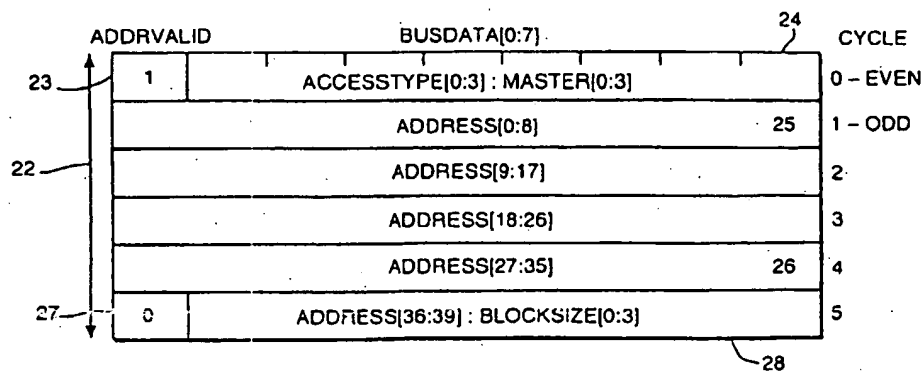 24
ADDRVALID BUSDATA[0:7] CYCLE
23 1 ACCESSTYPE[0:3] : MASTER[0:3] 0 – EVEN
ADDRESS[0:8] 25 1 – ODD
22 ADDRESS[9:17] 2
ADDRESS[18:26] 3
ADDRESS[27:35] 26 4
27 0 ADDRESS[36:39] : BLOCKSIZE[0:3] 5
28